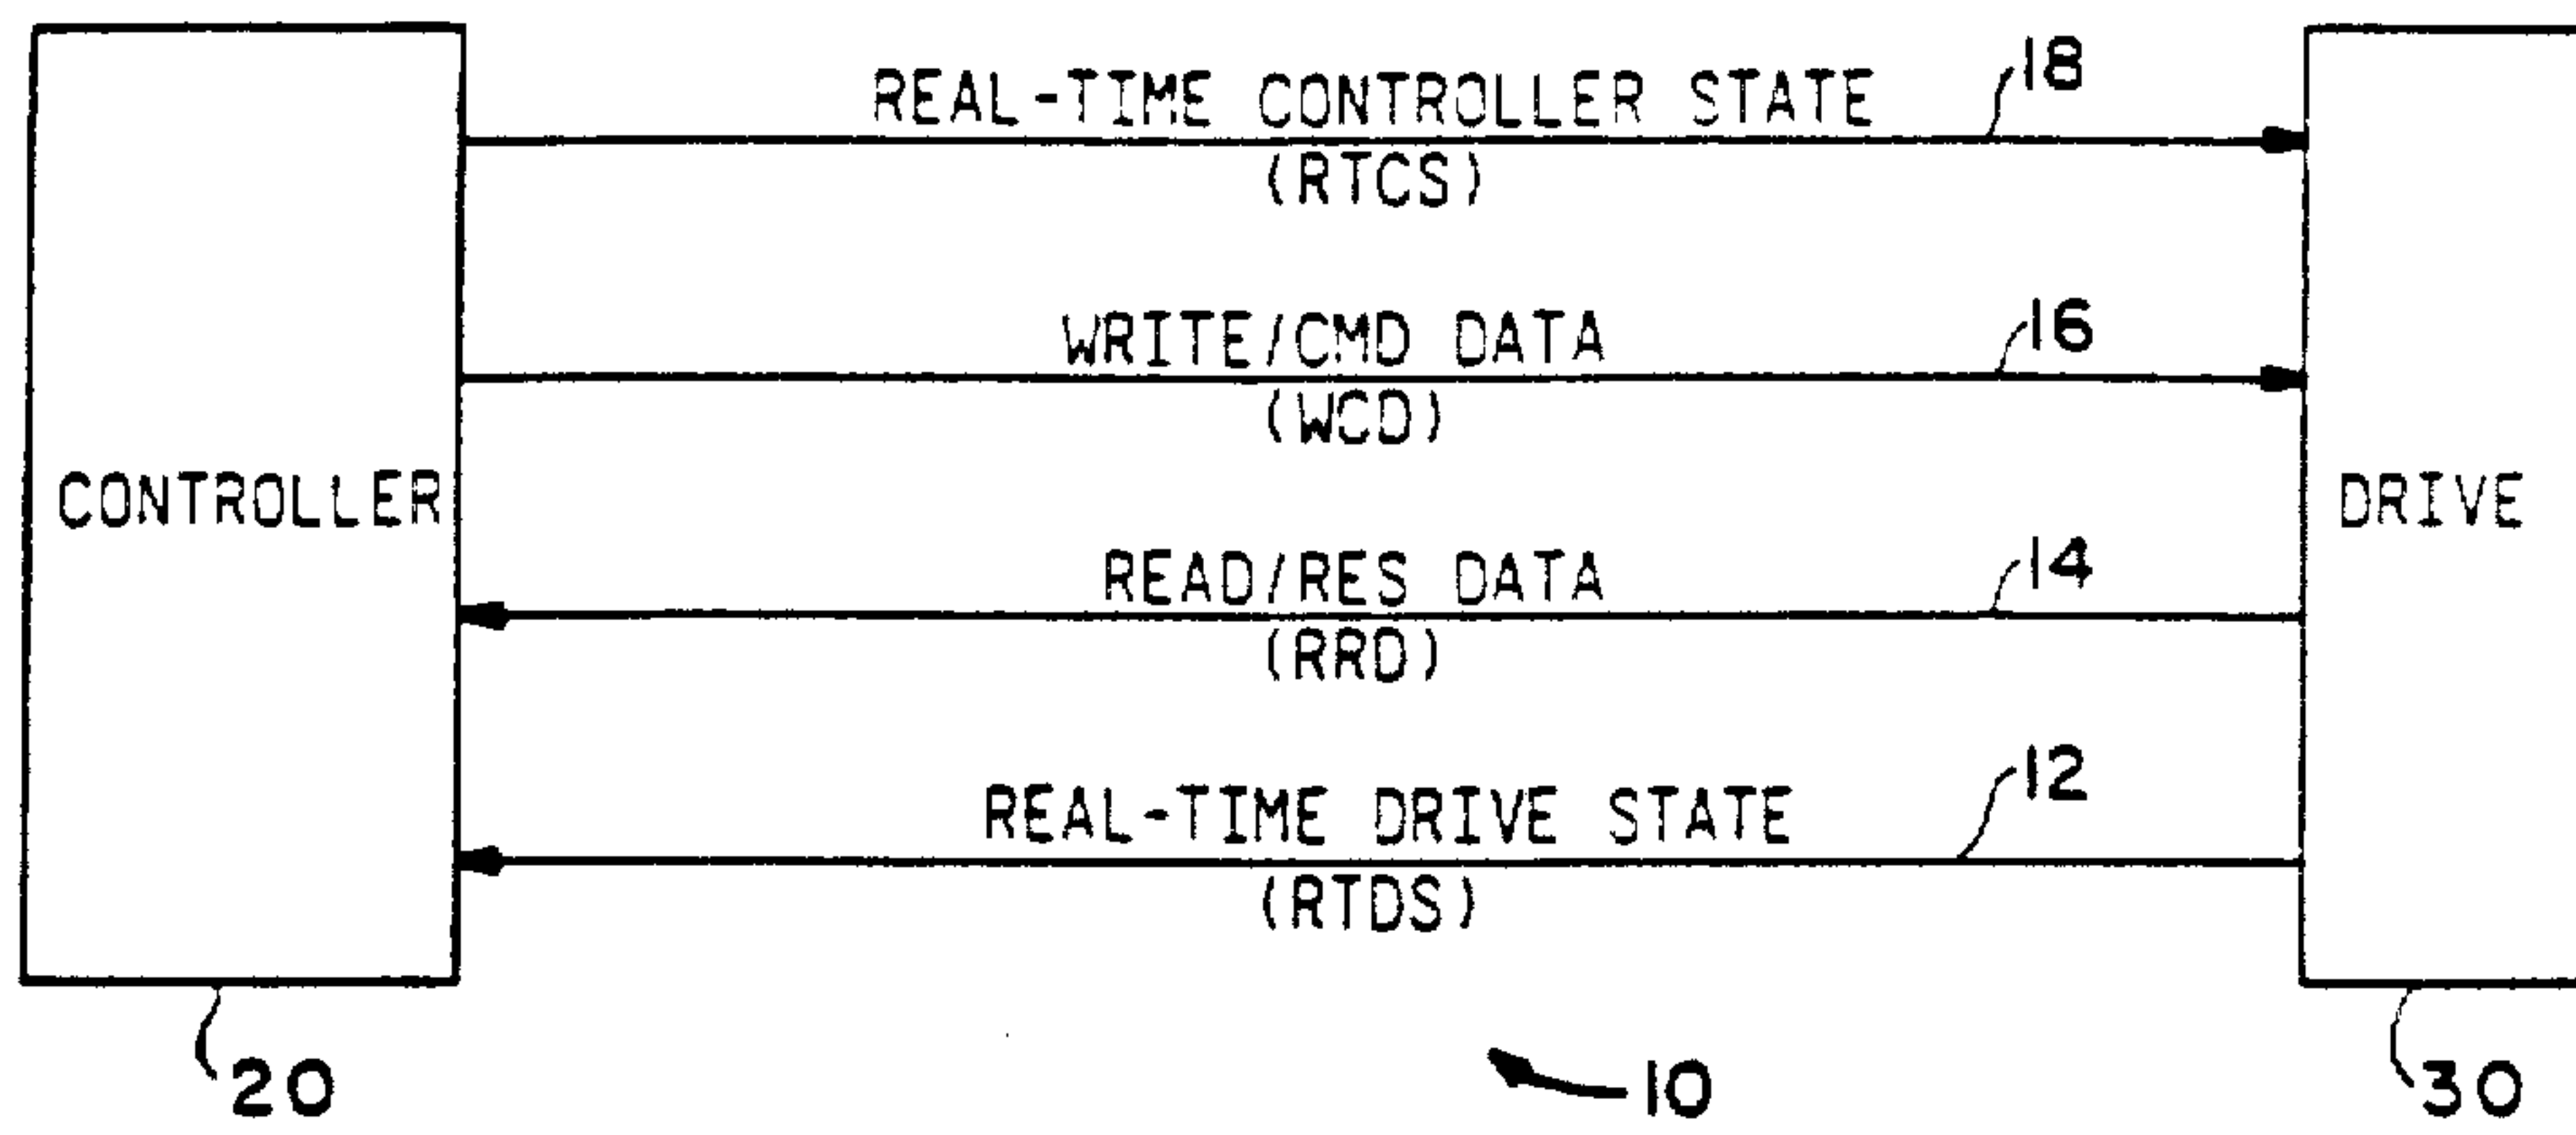 REAL-TIME CONTROLLER STATE
18
(RTCS)
WRITE/CMD DATA
16
(WCD)
CONTROLLER
DRIVE
READ/RES DATA
14
(RRD)
REAL-TIME DRIVE STATE
12
(RTDS)
20
10
30